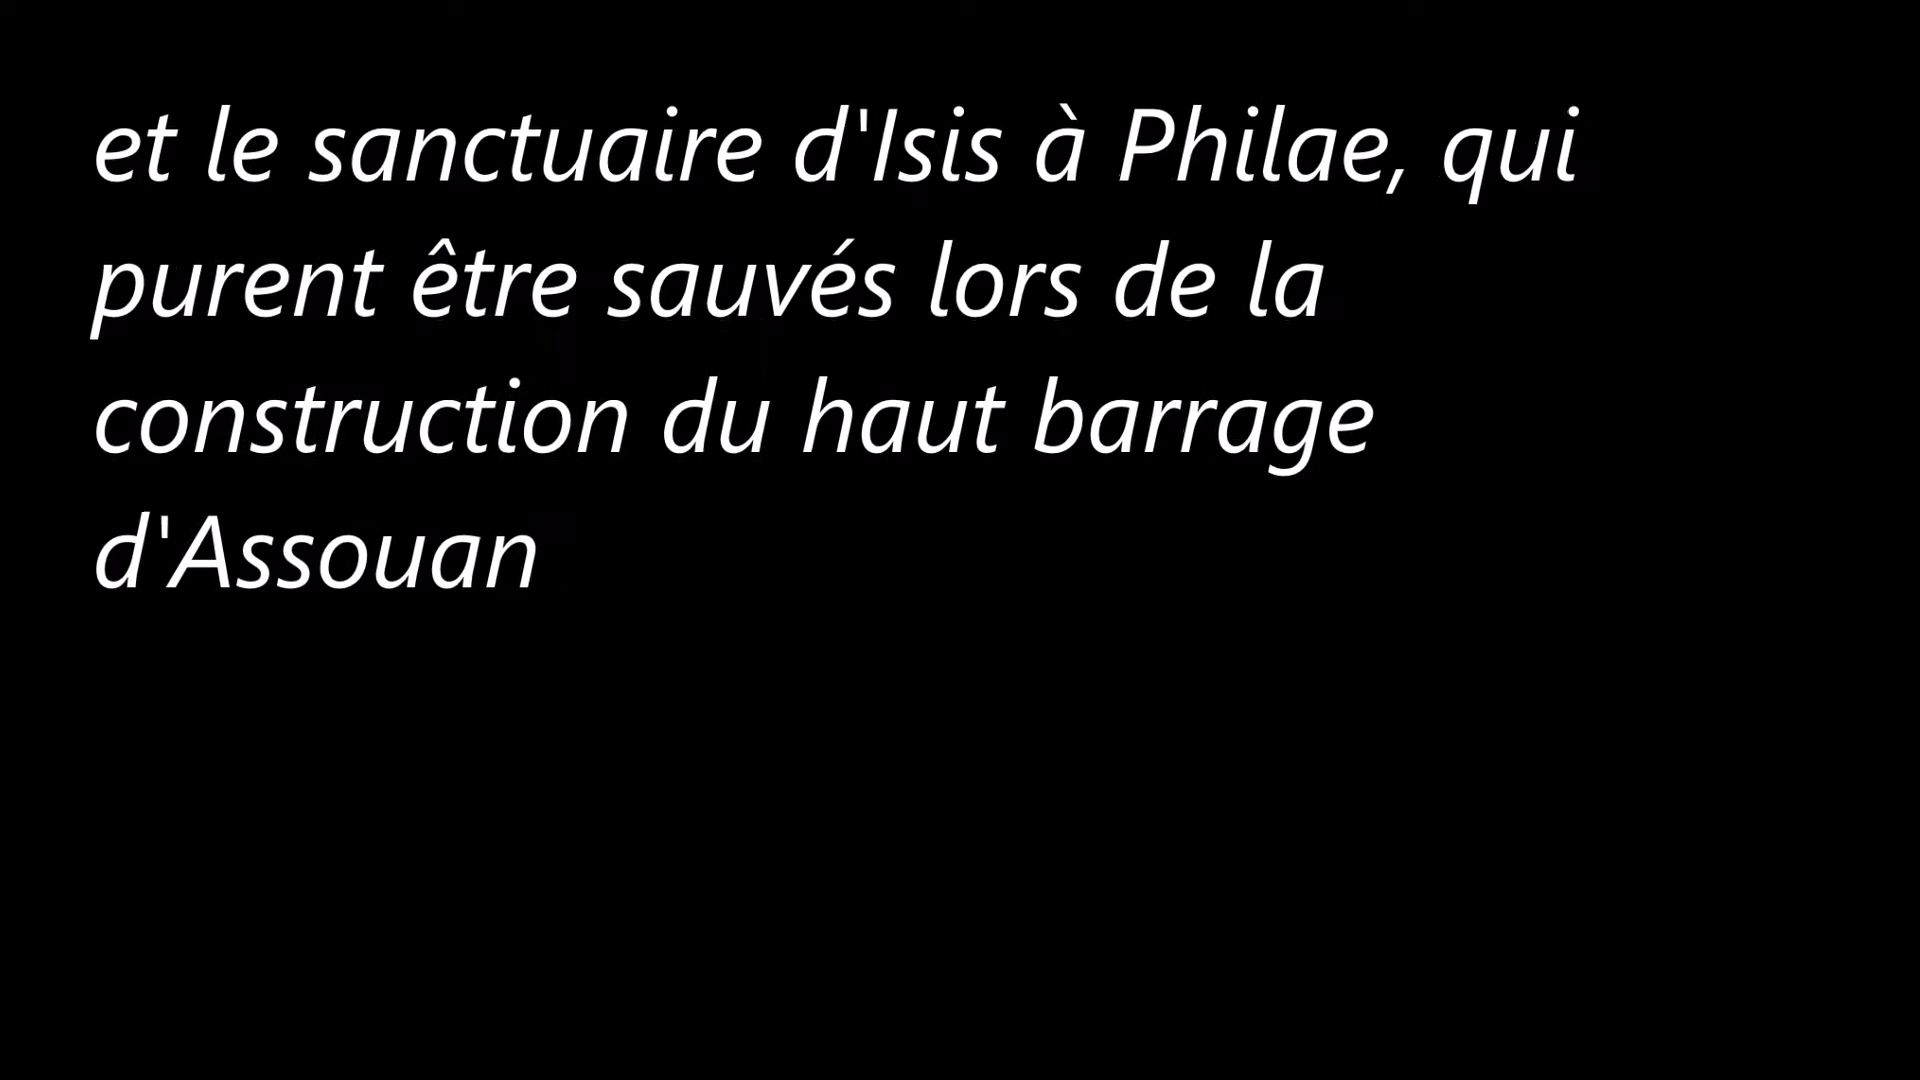 et le sanctuaire d'Isis à Philae, qui
purent être sauvés lors de la
construction du haut barrage
d'Assouan